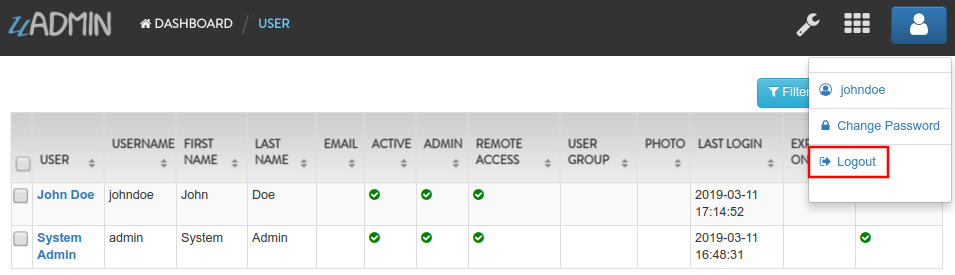 uADMIN
DASHBOARD / USER
Filter
johndoe
Change Password
Logout
USER
USERNAME
FIRST
NAME
LAST
NAME
EMAIL
ACTIVE
ADMIN
REMOTE
ACCESS
USER
GROUP
PHOTO
LAST LOGIN
ON
John Doe
johndoe
John
Doe
2019-03-11
17:14:52
System
Admin
admin
System
Admin
2019-03-11
16:48:31